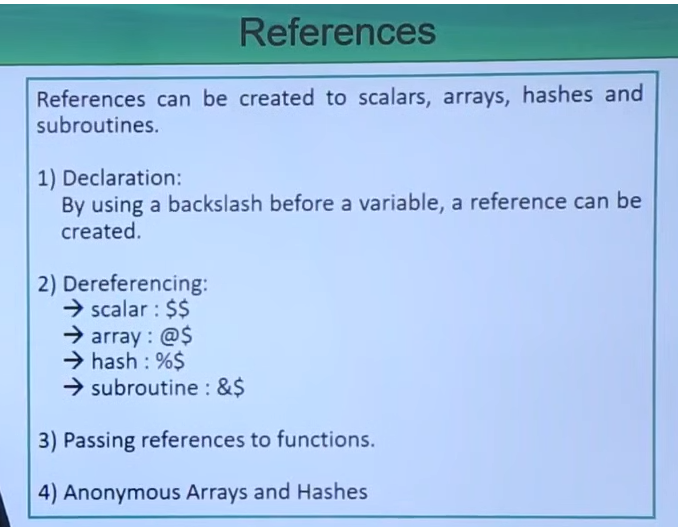 References
References can be created to scalars, arrays, hashes and
subroutines.
1) Declaration:
By using a backslash before a variable, a reference can be
created.
2) Dereferencing:
→ scalar : $$
→ array : @$
→ hash : %$
→ subroutine : &$
3) Passing references to functions.
4) Anonymous Arrays and Hashes